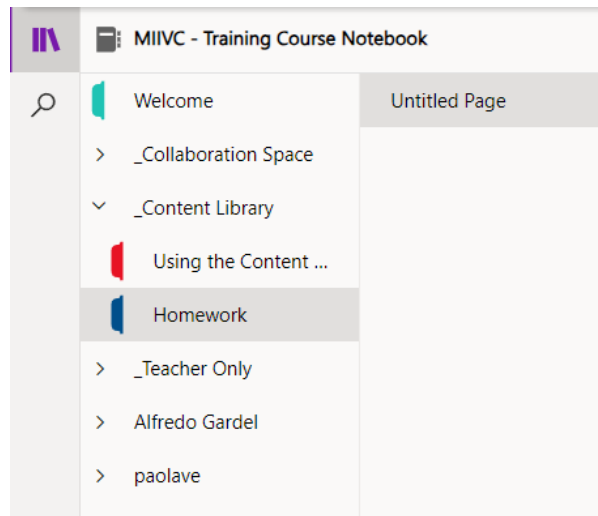 MIIVC - Training Course Notebook
Welcome
Untitled Page
_Collaboration Space
_Content Library
Using the Content ...
Homework
_Teacher Only
Alfredo Gardel
paolave